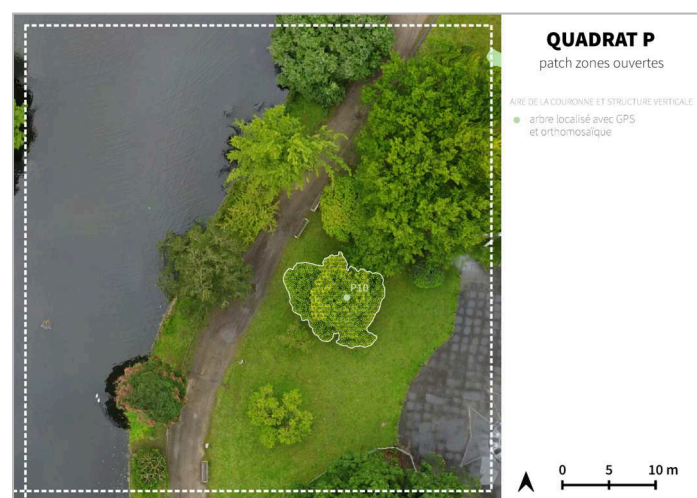 QUADRAT P
patch zones ouvertes
AIRE DE LA COURONNE ET STRUCTURE VERTICALE
arbre localisé avec GPS
et orthomosaïque
P10
0 5 10 m